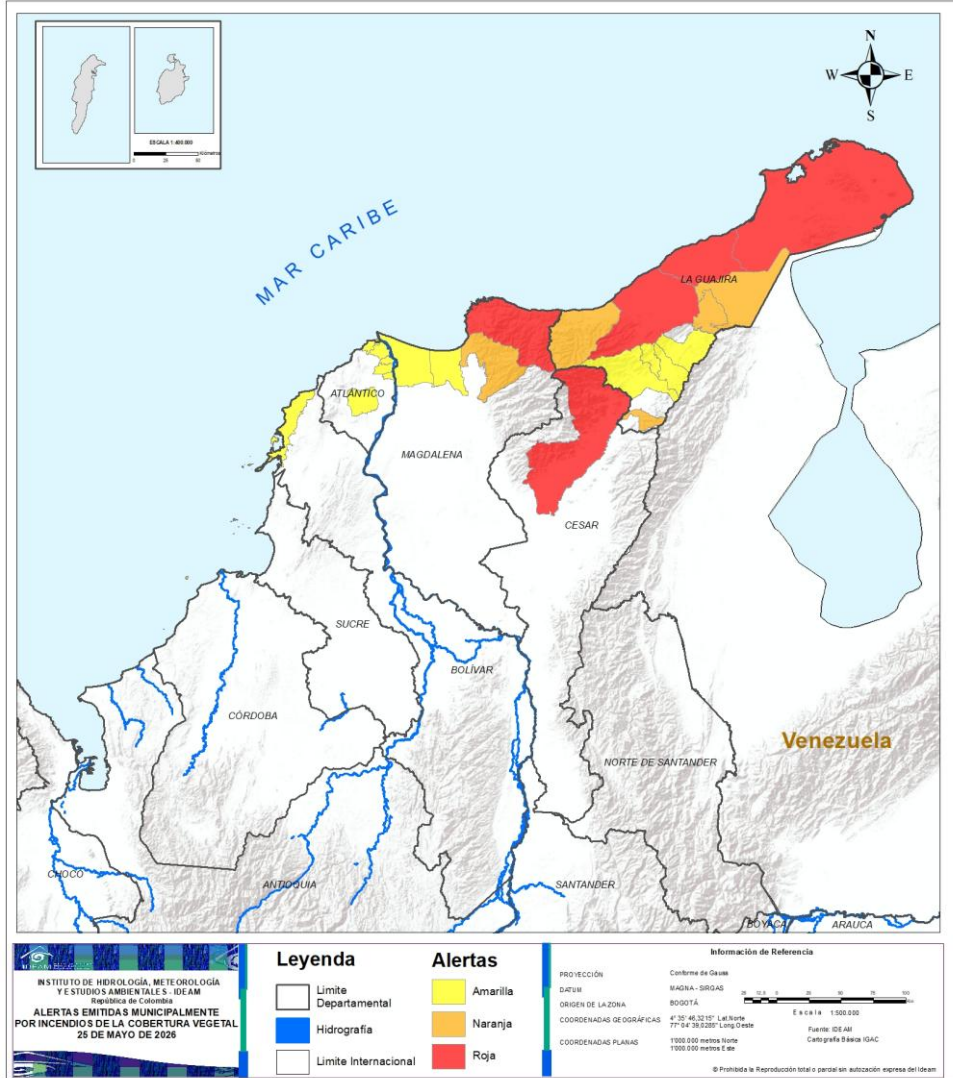 N
W E
S
ESCALA 1:400.000
0 25 50 Kilómetros
MAR CARIBE
LA GUAJIRA
ATLÁNTICO
MAGDALENA
CESAR
SUCRE
BOLÍVAR
CÓRDOBA
Venezuela
NORTE DE SANTANDER
CHOCÓ
ANTIOQUIA
SANTANDER
BOYACÁ
ARAUCA
IDEAM
INSTITUTO DE HIDROLOGÍA, METEOROLOGÍA
Y ESTUDIOS AMBIENTALES - IDEAM
República de Colombia
ALERTAS EMITIDAS MUNICIPALMENTE
POR INCENDIOS DE LA COBERTURA VEGETAL
25 DE MAYO DE 2026
Leyenda
Limite
Departamental
Hidrografía
Limite Internacional
Alertas
Amarilla
Naranja
Roja
Información de Referencia
PROYECCIÓN Conforme de Gauss
DATUM MAGNA - SIRGAS
ORIGEN DE LA ZONA BOGOTÁ
COORDENADAS GEOGRÁFICAS 4° 35' 46,3215" Lat.Norte
77° 04' 39,0285" Long.Oeste
COORDENADAS PLANAS 1'000.000 metros Norte
1'000.000 metros Este
Escala 1:500.000
Fuente: IDEAM
Cartografía Básica IGAC
© Prohibida la Reproducción total o parcial sin autozación expresa del Ideam